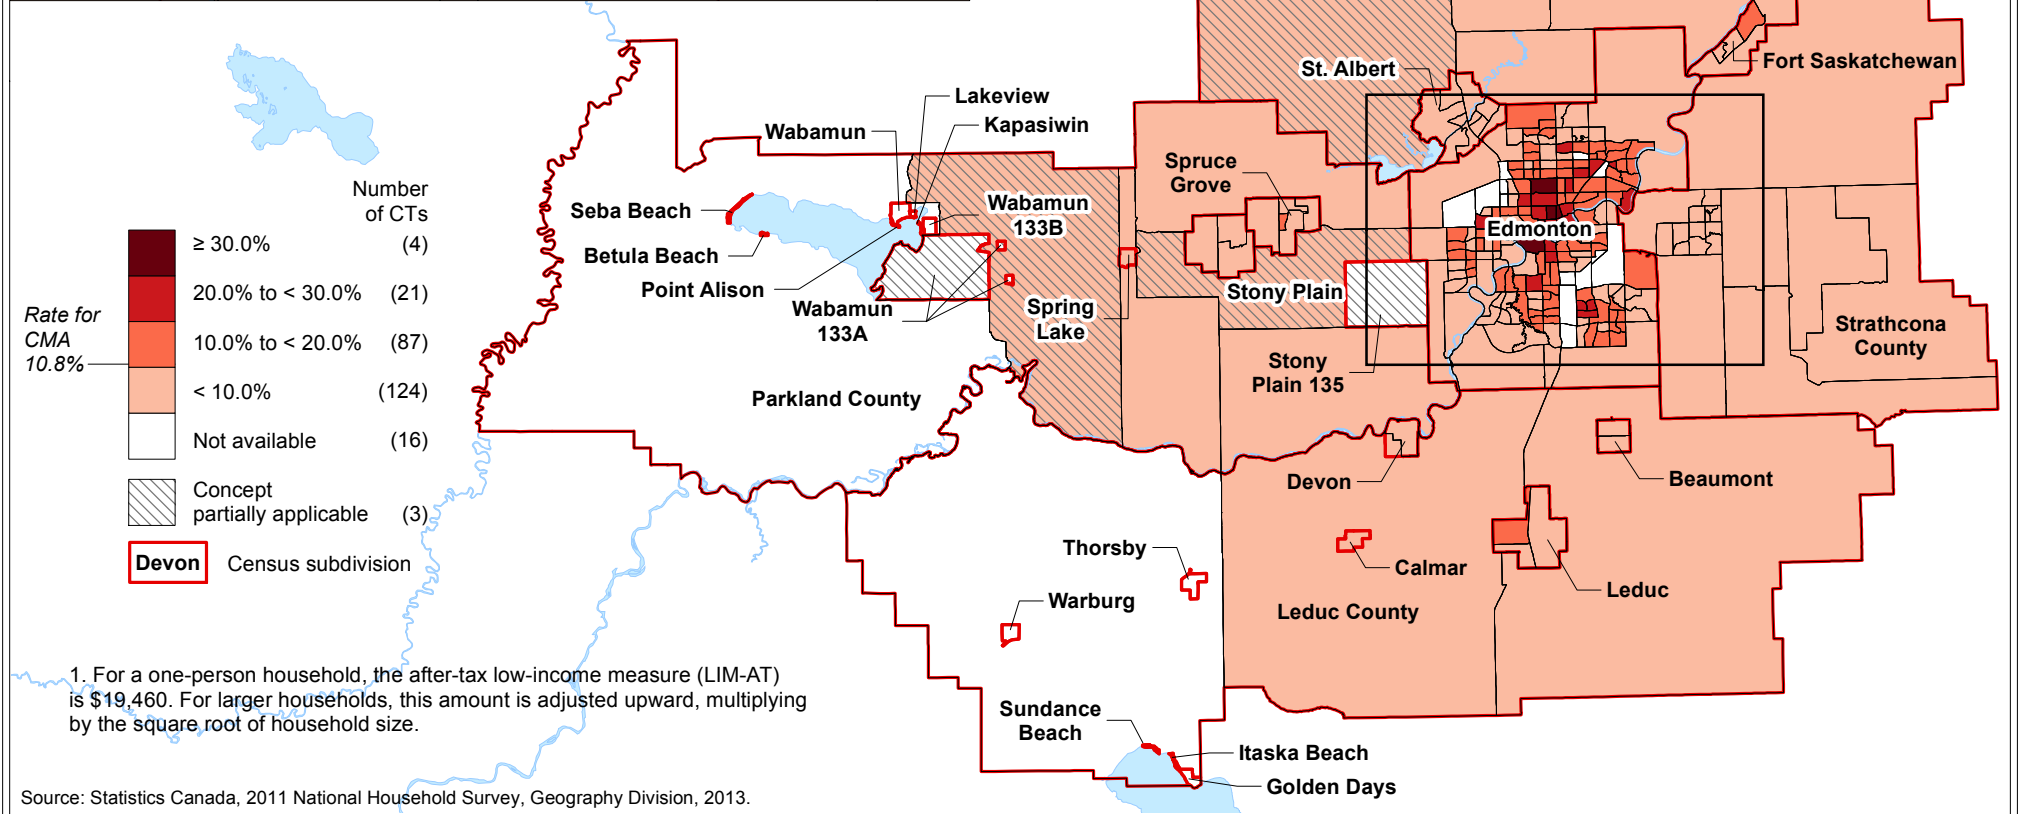 Number
of CTs
≥ 30.0% (4)
20.0% to < 30.0% (21)
10.0% to < 20.0% (87)
< 10.0% (124)
Not available (16)
Concept
partially applicable (3)
Devon Census subdivision
Rate for
CMA
10.8%
Lakeview
Wabamun
Kapasiwin
Seba Beach
Betula Beach
Point Alison
Wabamun
133A
Wabamun
133B
Spring
Lake
Parkland County
St. Albert
Spruce
Grove
Stony Plain
Stony
Plain 135
Edmonton
Fort Saskatchewan
Strathcona
County
Devon
Beaumont
Thorsby
Calmar
Leduc
Warburg
Leduc County
Sundance
Beach
Itaska Beach
Golden Days
1. For a one-person household, the after-tax low-income measure (LIM-AT)
is $19,460. For larger households, this amount is adjusted upward, multiplying
by the square root of household size.
Source: Statistics Canada, 2011 National Household Survey, Geography Division, 2013.